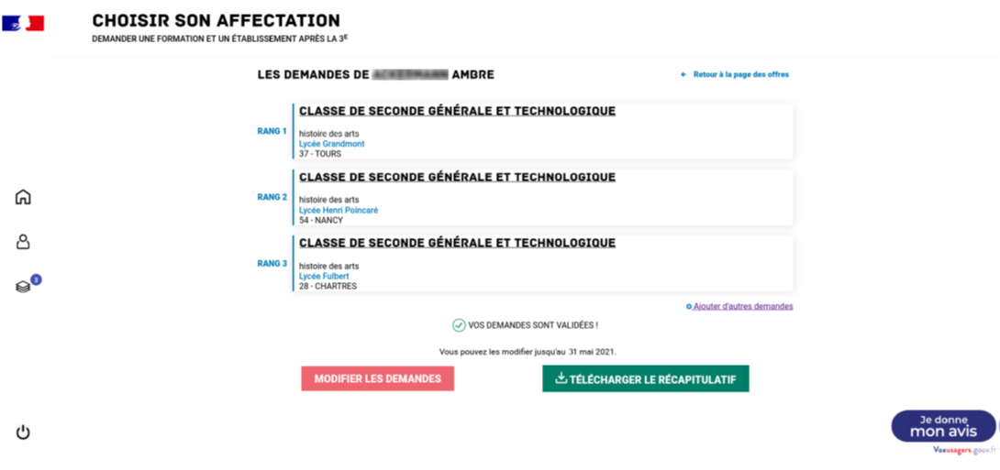 CHOISIR SON AFFECTATION
DEMANDER UNE FORMATION ET UN ÉTABLISSEMENT APRÈS LA 3E
LES DEMANDES DE AMBRE
Retour à la page des offres
RANG 1
CLASSE DE SECONDE GÉNÉRALE ET TECHNOLOGIQUE
histoire des arts
Lycée Grandmont
37 - TOURS
RANG 2
CLASSE DE SECONDE GÉNÉRALE ET TECHNOLOGIQUE
histoire des arts
Lycée Henri Poincaré
54 - NANCY
RANG 3
CLASSE DE SECONDE GÉNÉRALE ET TECHNOLOGIQUE
histoire des arts
Lycée Fulbert
28 - CHARTRES
3
Ajouter d'autres demandes
VOS DEMANDES SONT VALIDÉES !
Vous pouvez les modifier jusqu'au 31 mai 2021.
MODIFIER LES DEMANDES
TÉLÉCHARGER LE RÉCAPITULATIF
Je donne
mon avis
Voxusagers.gouv.fr